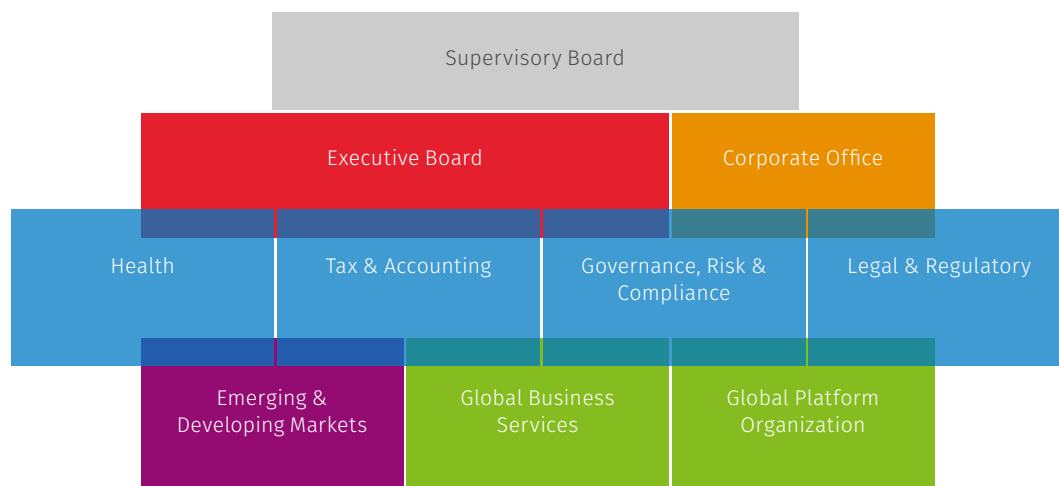 Supervisory Board
Executive Board
Corporate Office
Health
Tax & Accounting
Governance, Risk &
Compliance
Legal & Regulatory
Emerging &
Developing Markets
Global Business
Services
Global Platform
Organization